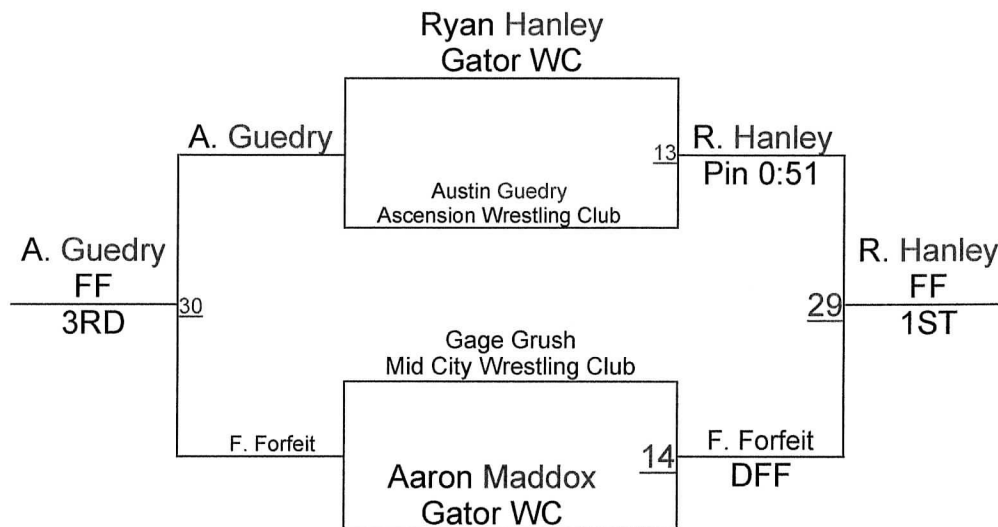 Ryan Hanley
Gator WC
A. Guedry
13
R. Hanley
Pin 0:51
Austin Guedry
Ascension Wrestling Club
A. Guedry
FF
3RD
30
R. Hanley
FF
1ST
29
Gage Grush
Mid City Wrestling Club
F. Forfeit
14
F. Forfeit
DFF
Aaron Maddox
Gator WC